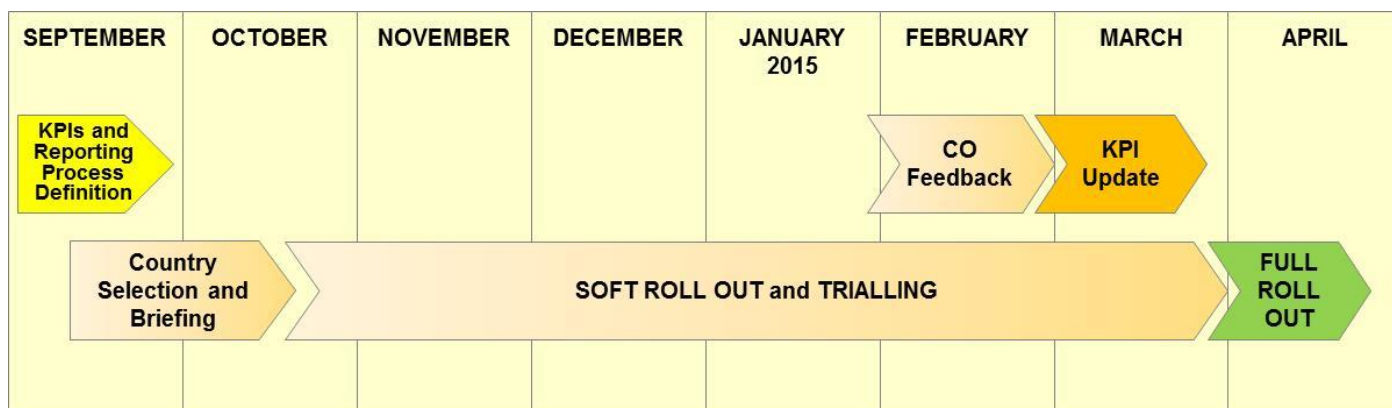 SEPTEMBER
OCTOBER
NOVEMBER
DECEMBER
JANUARY
2015
FEBRUARY
MARCH
APRIL
KPIs and
Reporting
Process
Definition
CO
Feedback
KPI
Update
Country
Selection and
Briefing
SOFT ROLL OUT and TRIALLING
FULL
ROLL
OUT